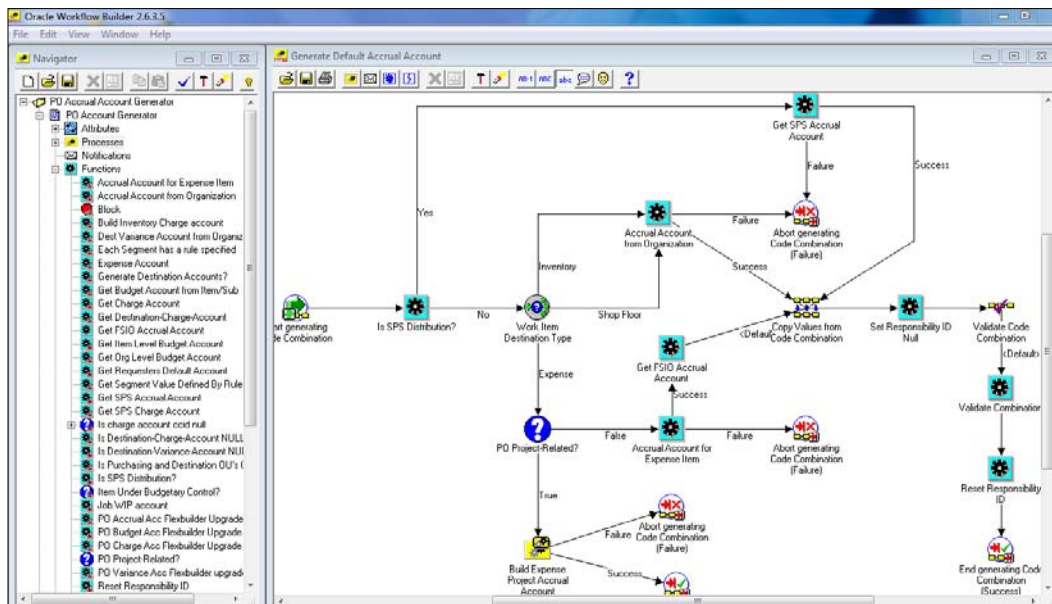 Oracle Workflow Builder 2.6.3.5
File Edit View Window Help
Navigator
PO Accrual Account Generator
PO Account Generator
Attributes
Processes
Notifications
Functions
Accrual Account for Expense Item
Accrual Account from Organization
Block
Build Inventory Charge account
Dest Variance Account from Organiz
Each Segment has a rule specified
Expense Account
Generate Destination Accounts?
Get Budget Account from Item/Sub
Get Charge Account
Get Destination-Charge-Account
Get FSIO Accrual Account
Get Item Level Budget Account
Get Org Level Budget Account
Get Requesters Default Account
Get Segment Value Defined By Rule
Get SPS Accrual Account
Get SPS Charge Account
Is charge account ccid null
Is Destination-Charge-Account NULL
Is Destination-Variance-Account NUL
Is Purchasing and Destination OU's
Is SPS Distribution?
Item Under Budgetary Control?
Job WIP account
PO Accrual Acc Flexbuilder Upgrade
PO Budget Acc Flexbuilder Upgrade
PO Charge Acc Flexbuilder Upgrade
PO Project-Related?
PO Variance Acc Flexbuilder upgrad
Reset Responsibility ID
Generate Default Accrual Account
Get SPS Accrual
Account
Failure
Success
Yes
Accrual Account
from Organization
Failure
Abort generating
Code Combination
(Failure)
Success
Inventory
art generating
Code Combination
Is SPS Distribution?
No
Work Item
Destination Type
Shop Floor
<Defaul
Copy Values from
Code Combination
Set Responsibility ID
Null
Validate Code
Combination
<Default>
Get FSIO Accrual
Account
Success
Expense
Validate Combination
PO Project-Related?
False
Accrual Account for
Expense Item
Failure
Abort generating
Code Combination
(Failure)
Reset Responsibility
ID
True
Failure
Abort generating
Code Combination
(Failure)
Build Expense
Project Accrual
Account
Success
End generating Code
Combination
(Success)